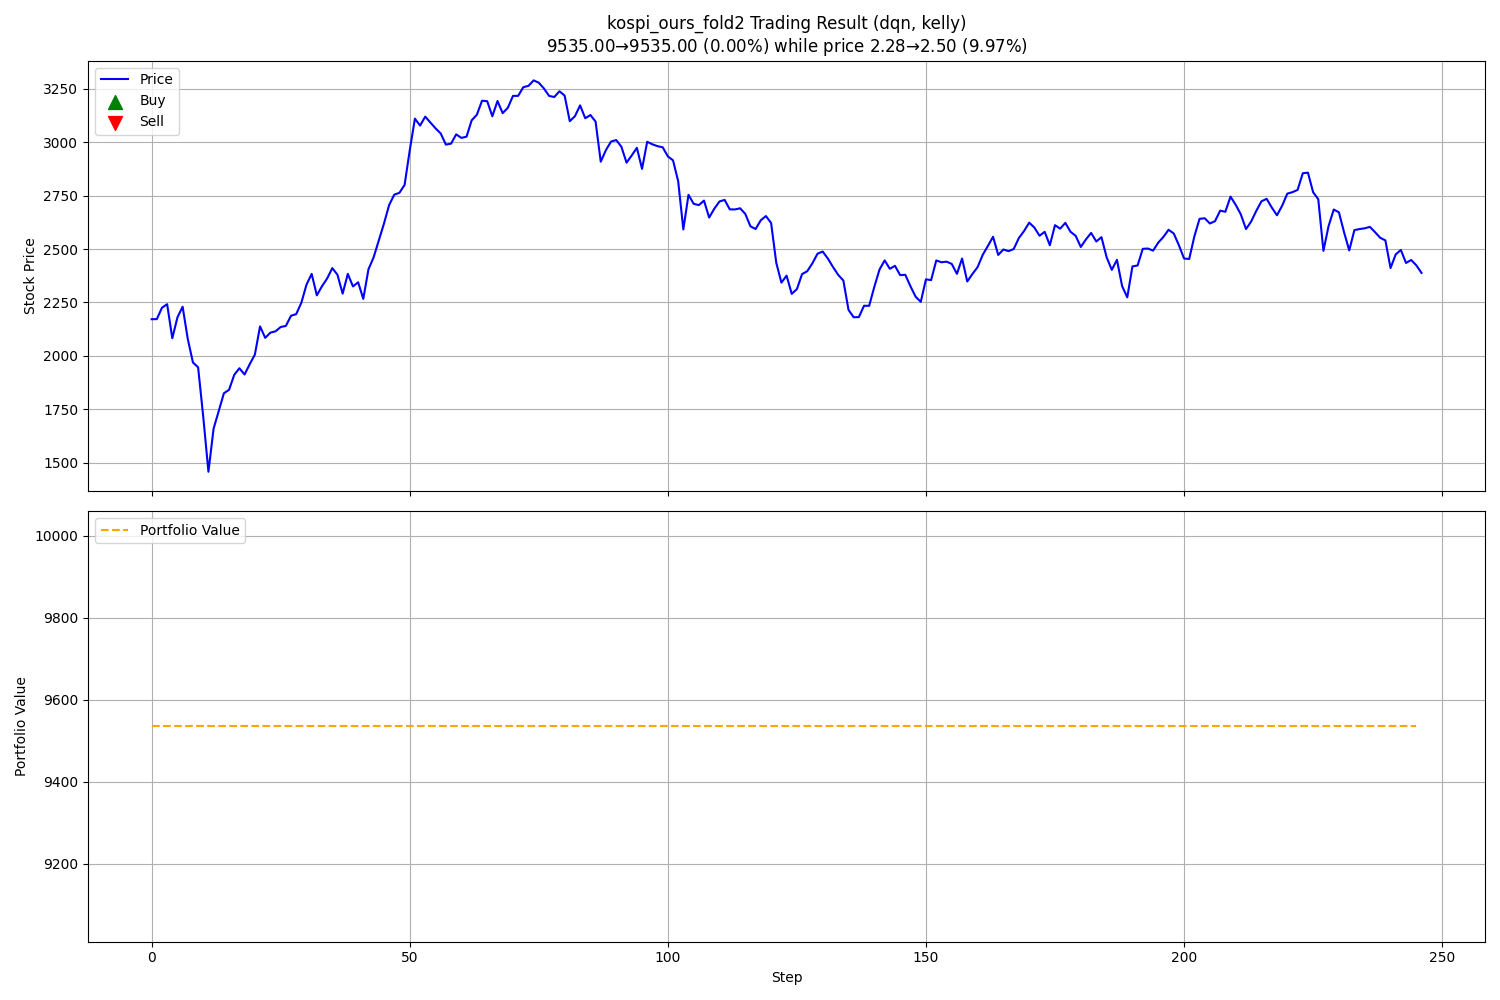 kospi_ours_fold2 Trading Result (dqn, kelly)
9535.00→9535.00 (0.00%) while price 2.28→2.50 (9.97%)
Price
Buy
Sell
Stock Price
3250
3000
2750
2500
2250
2000
1750
1500
Portfolio Value
Portfolio Value
10000
9800
9600
9400
9200
0
50
100
150
200
250
Step